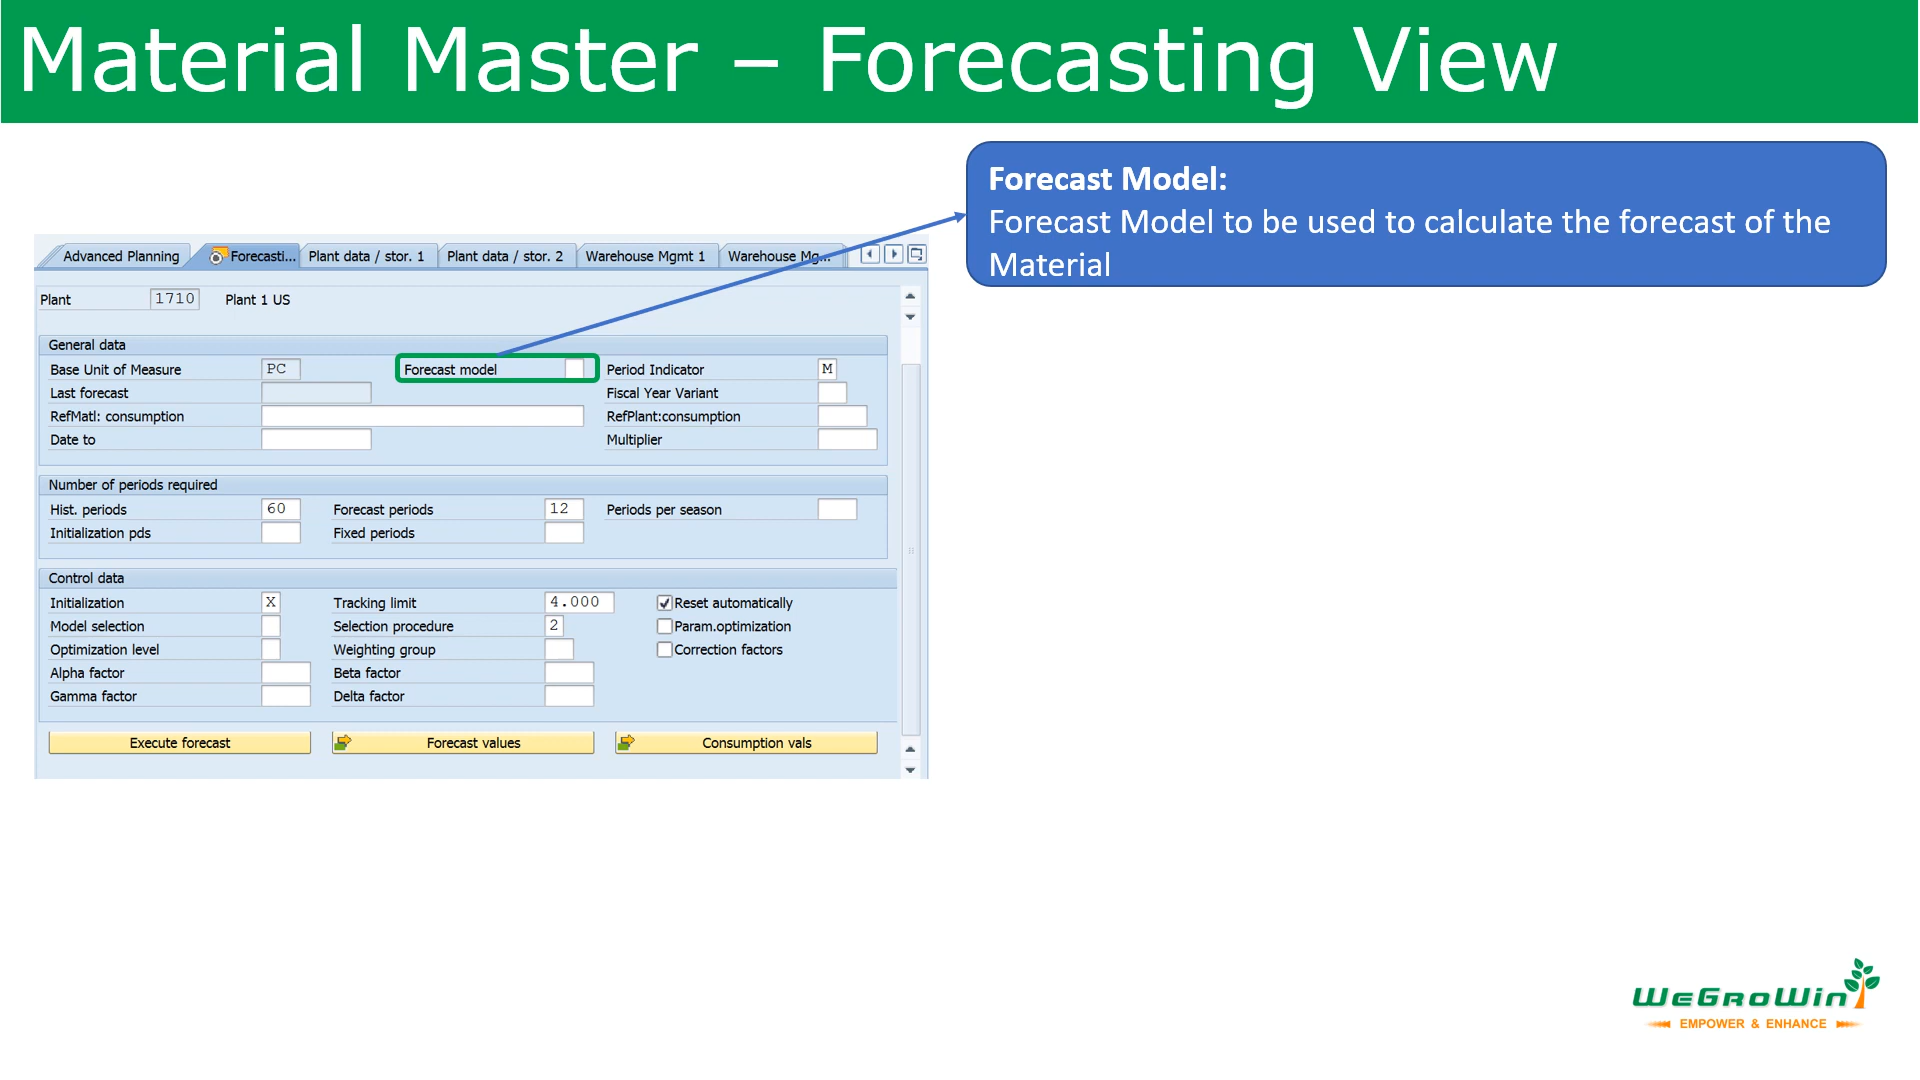 Material Master – Forecasting View
Forecast Model:
Forecast Model to be used to calculate the forecast of the
Material
Advanced Planning Forecasti... Plant data / stor. 1 Plant data / stor. 2 Warehouse Mgmt 1 Warehouse Mg...
Plant 1710 Plant 1 US
General data
Base Unit of Measure PC Forecast model Period Indicator M
Last forecast Fiscal Year Variant
RefMatl: consumption RefPlant:consumption
Date to Multiplier
Number of periods required
Hist. periods 60 Forecast periods 12 Periods per season
Initialization pds Fixed periods
Control data
Initialization X Tracking limit 4.000 Reset automatically
Model selection Selection procedure 2 Param.optimization
Optimization level Weighting group Correction factors
Alpha factor Beta factor
Gamma factor Delta factor
Execute forecast Forecast values Consumption vals
WeGroWin
EMPOWER & ENHANCE